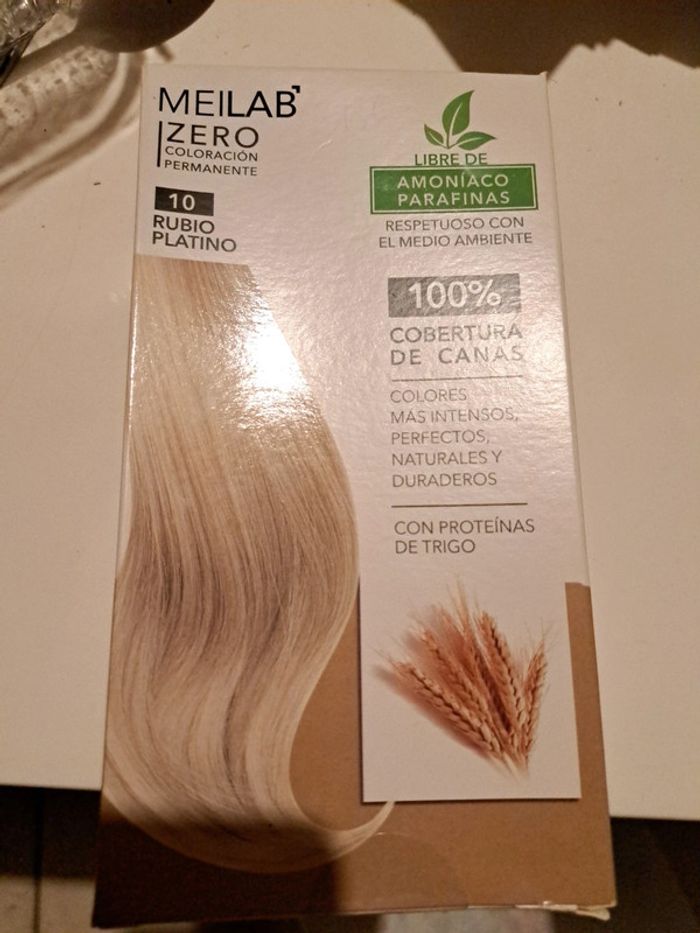 MEILAB
ZERO
COLORACIÓN
PERMANENTE
10
RUBIO
PLATINO
LIBRE DE
AMONÍACO
PARAFINAS
RESPETUOSO CON
EL MEDIO AMBIENTE
100%
COBERTURA
DE CANAS
COLORES
MÁS INTENSOS,
PERFECTOS,
NATURALES Y
DURADEROS
CON PROTEÍNAS
DE TRIGO